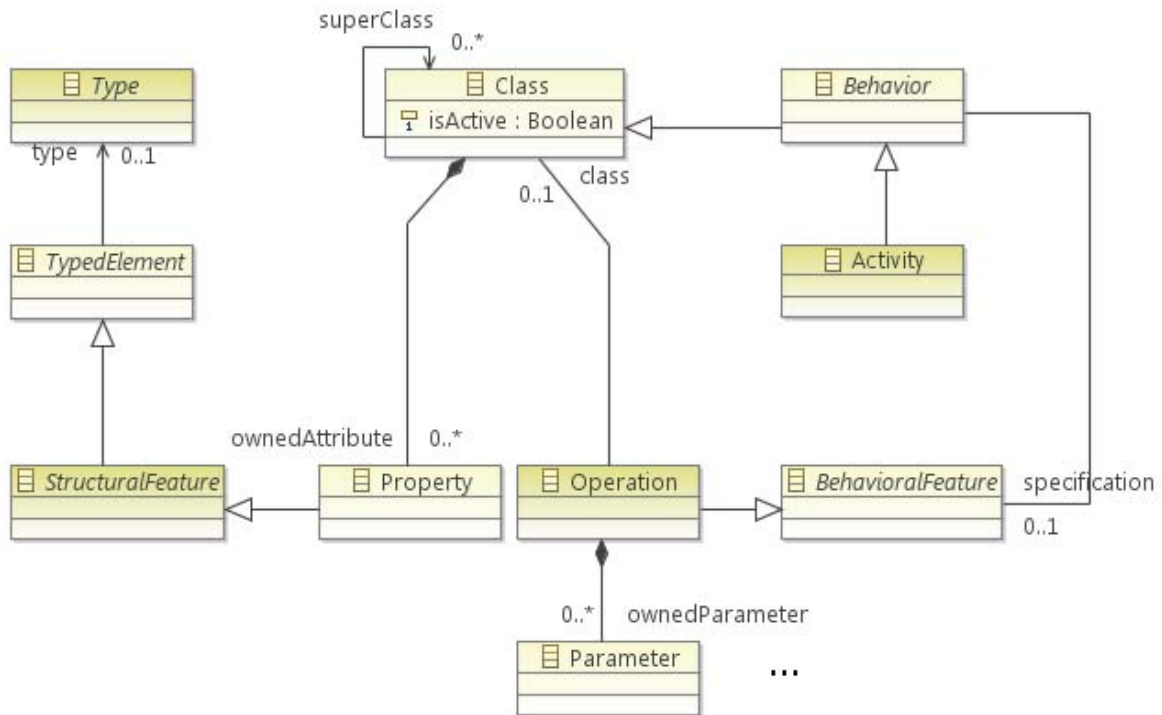 superClass
0..*
Type
Class
Behavior
isActive : Boolean
1
type
0..1
class
0..1
TypedElement
Activity
ownedAttribute
0..*
StructuralFeature
Property
Operation
BehavioralFeature
specification
0..1
0..*
ownedParameter
Parameter
...